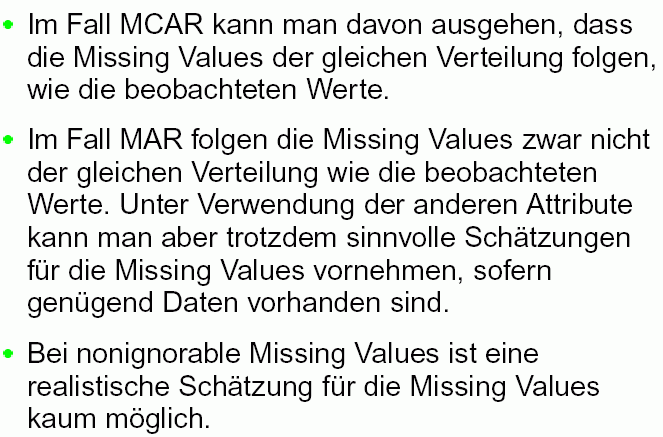 • Im Fall MCAR kann man davon ausgehen, dass
die Missing Values der gleichen Verteilung folgen,
wie die beobachteten Werte.
• Im Fall MAR folgen die Missing Values zwar nicht
der gleichen Verteilung wie die beobachteten
Werte. Unter Verwendung der anderen Attribute
kann man aber trotzdem sinnvolle Schätzungen
für die Missing Values vornehmen, sofern
genügend Daten vorhanden sind.
• Bei nonignorable Missing Values ist eine
realistische Schätzung für die Missing Values
kaum möglich.